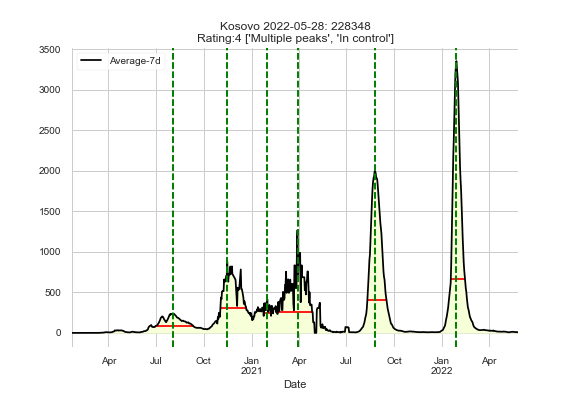 Kosovo 2022-05-28: 228348
Rating:4 ['Multiple peaks', 'In control']
Average-7d
3500
3000
2500
2000
1500
1000
500
0
Apr Jul Oct Jan Apr Jul Oct Jan Apr
2021 2022
Date